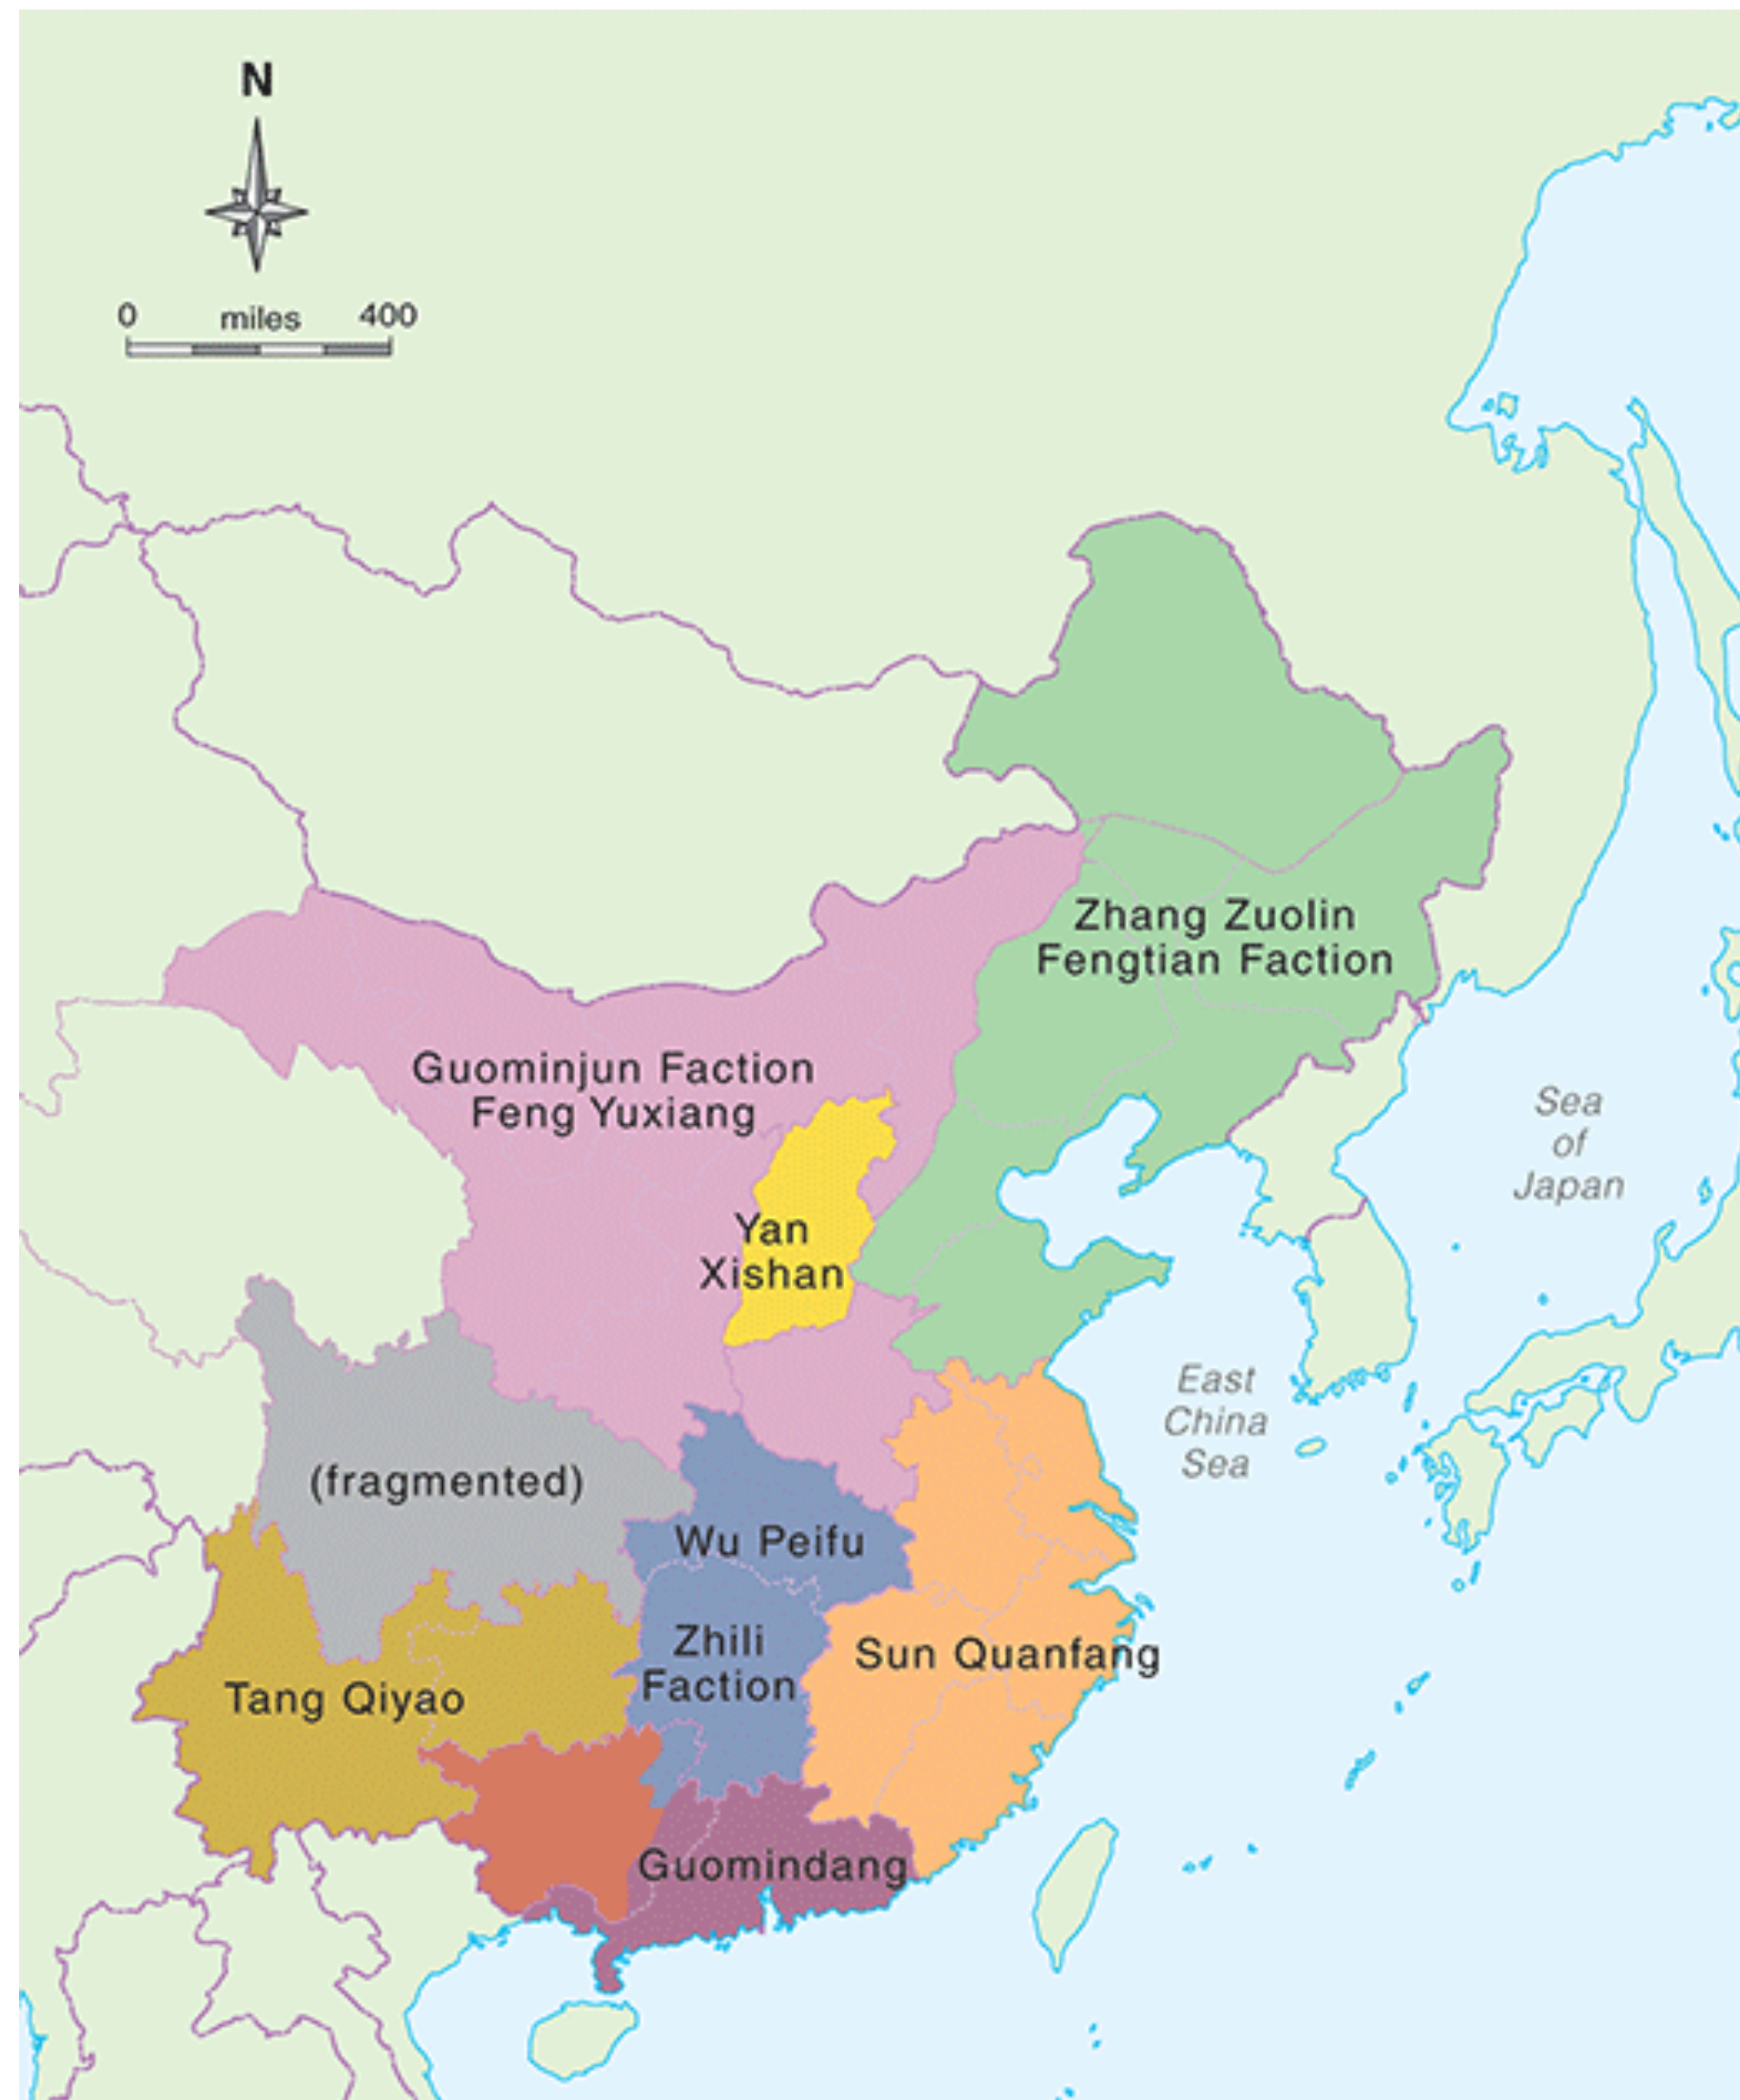 N
0 miles 400
Zhang Zuolin
Fengtian Faction
Guominjun Faction
Feng Yuxiang
Sea
of
Japan
Yan
Xishan
East
China
Sea
(fragmented)
Wu Peifu
Zhili
Faction
Sun Quanfang
Tang Qiyao
Guomindang